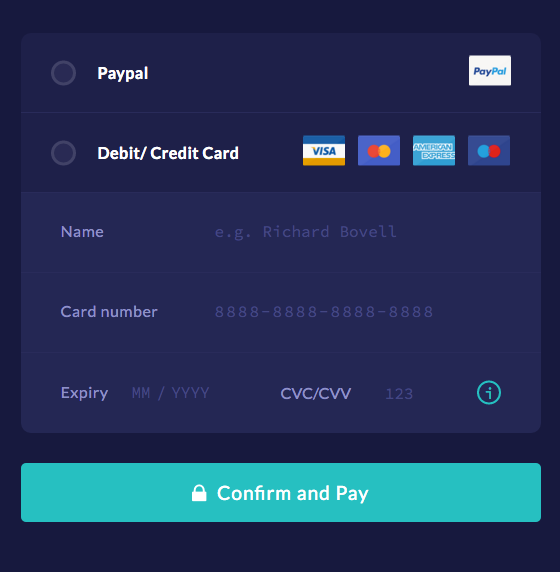 Paypal PayPal
Debit/ Credit Card VISA AMERICAN EXPRESS
Name e.g. Richard Bovell
Card number 8888-8888-8888-8888
Expiry MM / YYYY CVC/CVV 123 i
Confirm and Pay